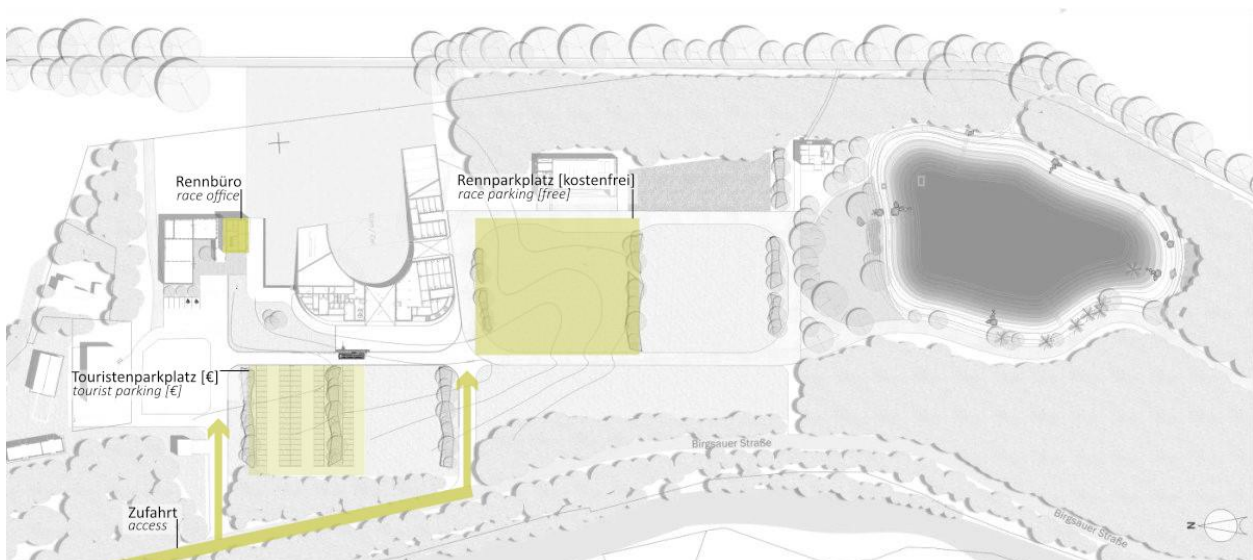 Rennbüro
race office
Rennparkplatz [kostenfrei]
race parking [free]
Touristenparkplatz [€]
tourist parking [€]
Birgsauer Straße
Zufahrt
access
Birgsauer Straße
N